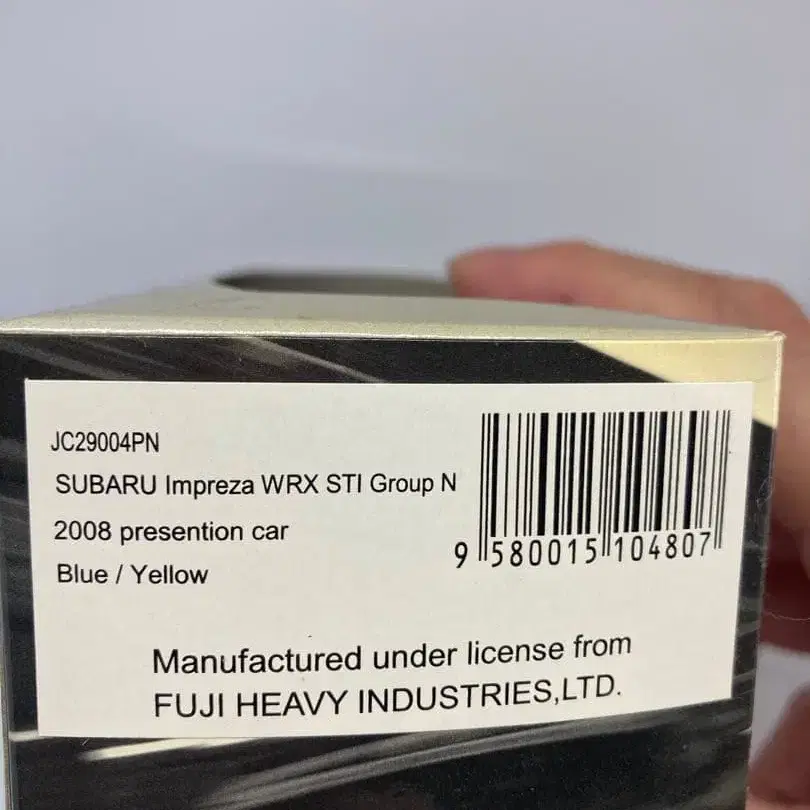 JC29004PN
SUBARU Impreza WRX STI Group N
2008 presention car
Blue / Yellow
9 580015 104807
Manufactured under license from
FUJI HEAVY INDUSTRIES,LTD.